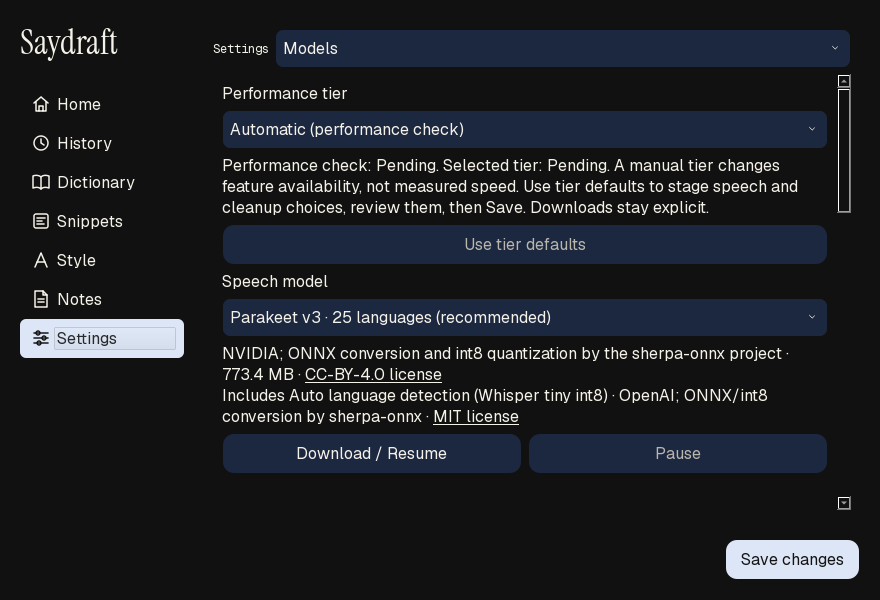 Saydraft
Settings
Models
Home
History
Dictionary
Snippets
Style
Notes
Settings
Performance tier
Automatic (performance check)
Performance check: Pending. Selected tier: Pending. A manual tier changes
feature availability, not measured speed. Use tier defaults to stage speech and
cleanup choices, review them, then Save. Downloads stay explicit.
Use tier defaults
Speech model
Parakeet v3 · 25 languages (recommended)
NVIDIA; ONNX conversion and int8 quantization by the sherpa-onnx project ·
773.4 MB · CC-BY-4.0 license
Includes Auto language detection (Whisper tiny int8) · OpenAI; ONNX/int8
conversion by sherpa-onnx · MIT license
Download / Resume
Pause
Save changes